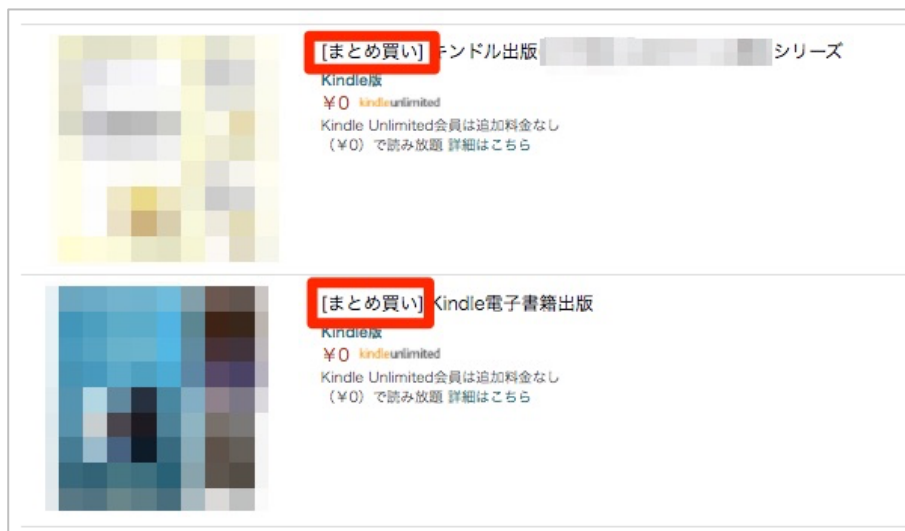 [まとめ買い] キンドル出版 シリーズ
Kindle版
¥0 kindleunlimited
Kindle Unlimited会員は追加料金なし
（¥0）で読み放題 詳細はこちら
[まとめ買い] Kindle電子書籍出版
Kindle版
¥0 kindleunlimited
Kindle Unlimited会員は追加料金なし
（¥0）で読み放題 詳細はこちら